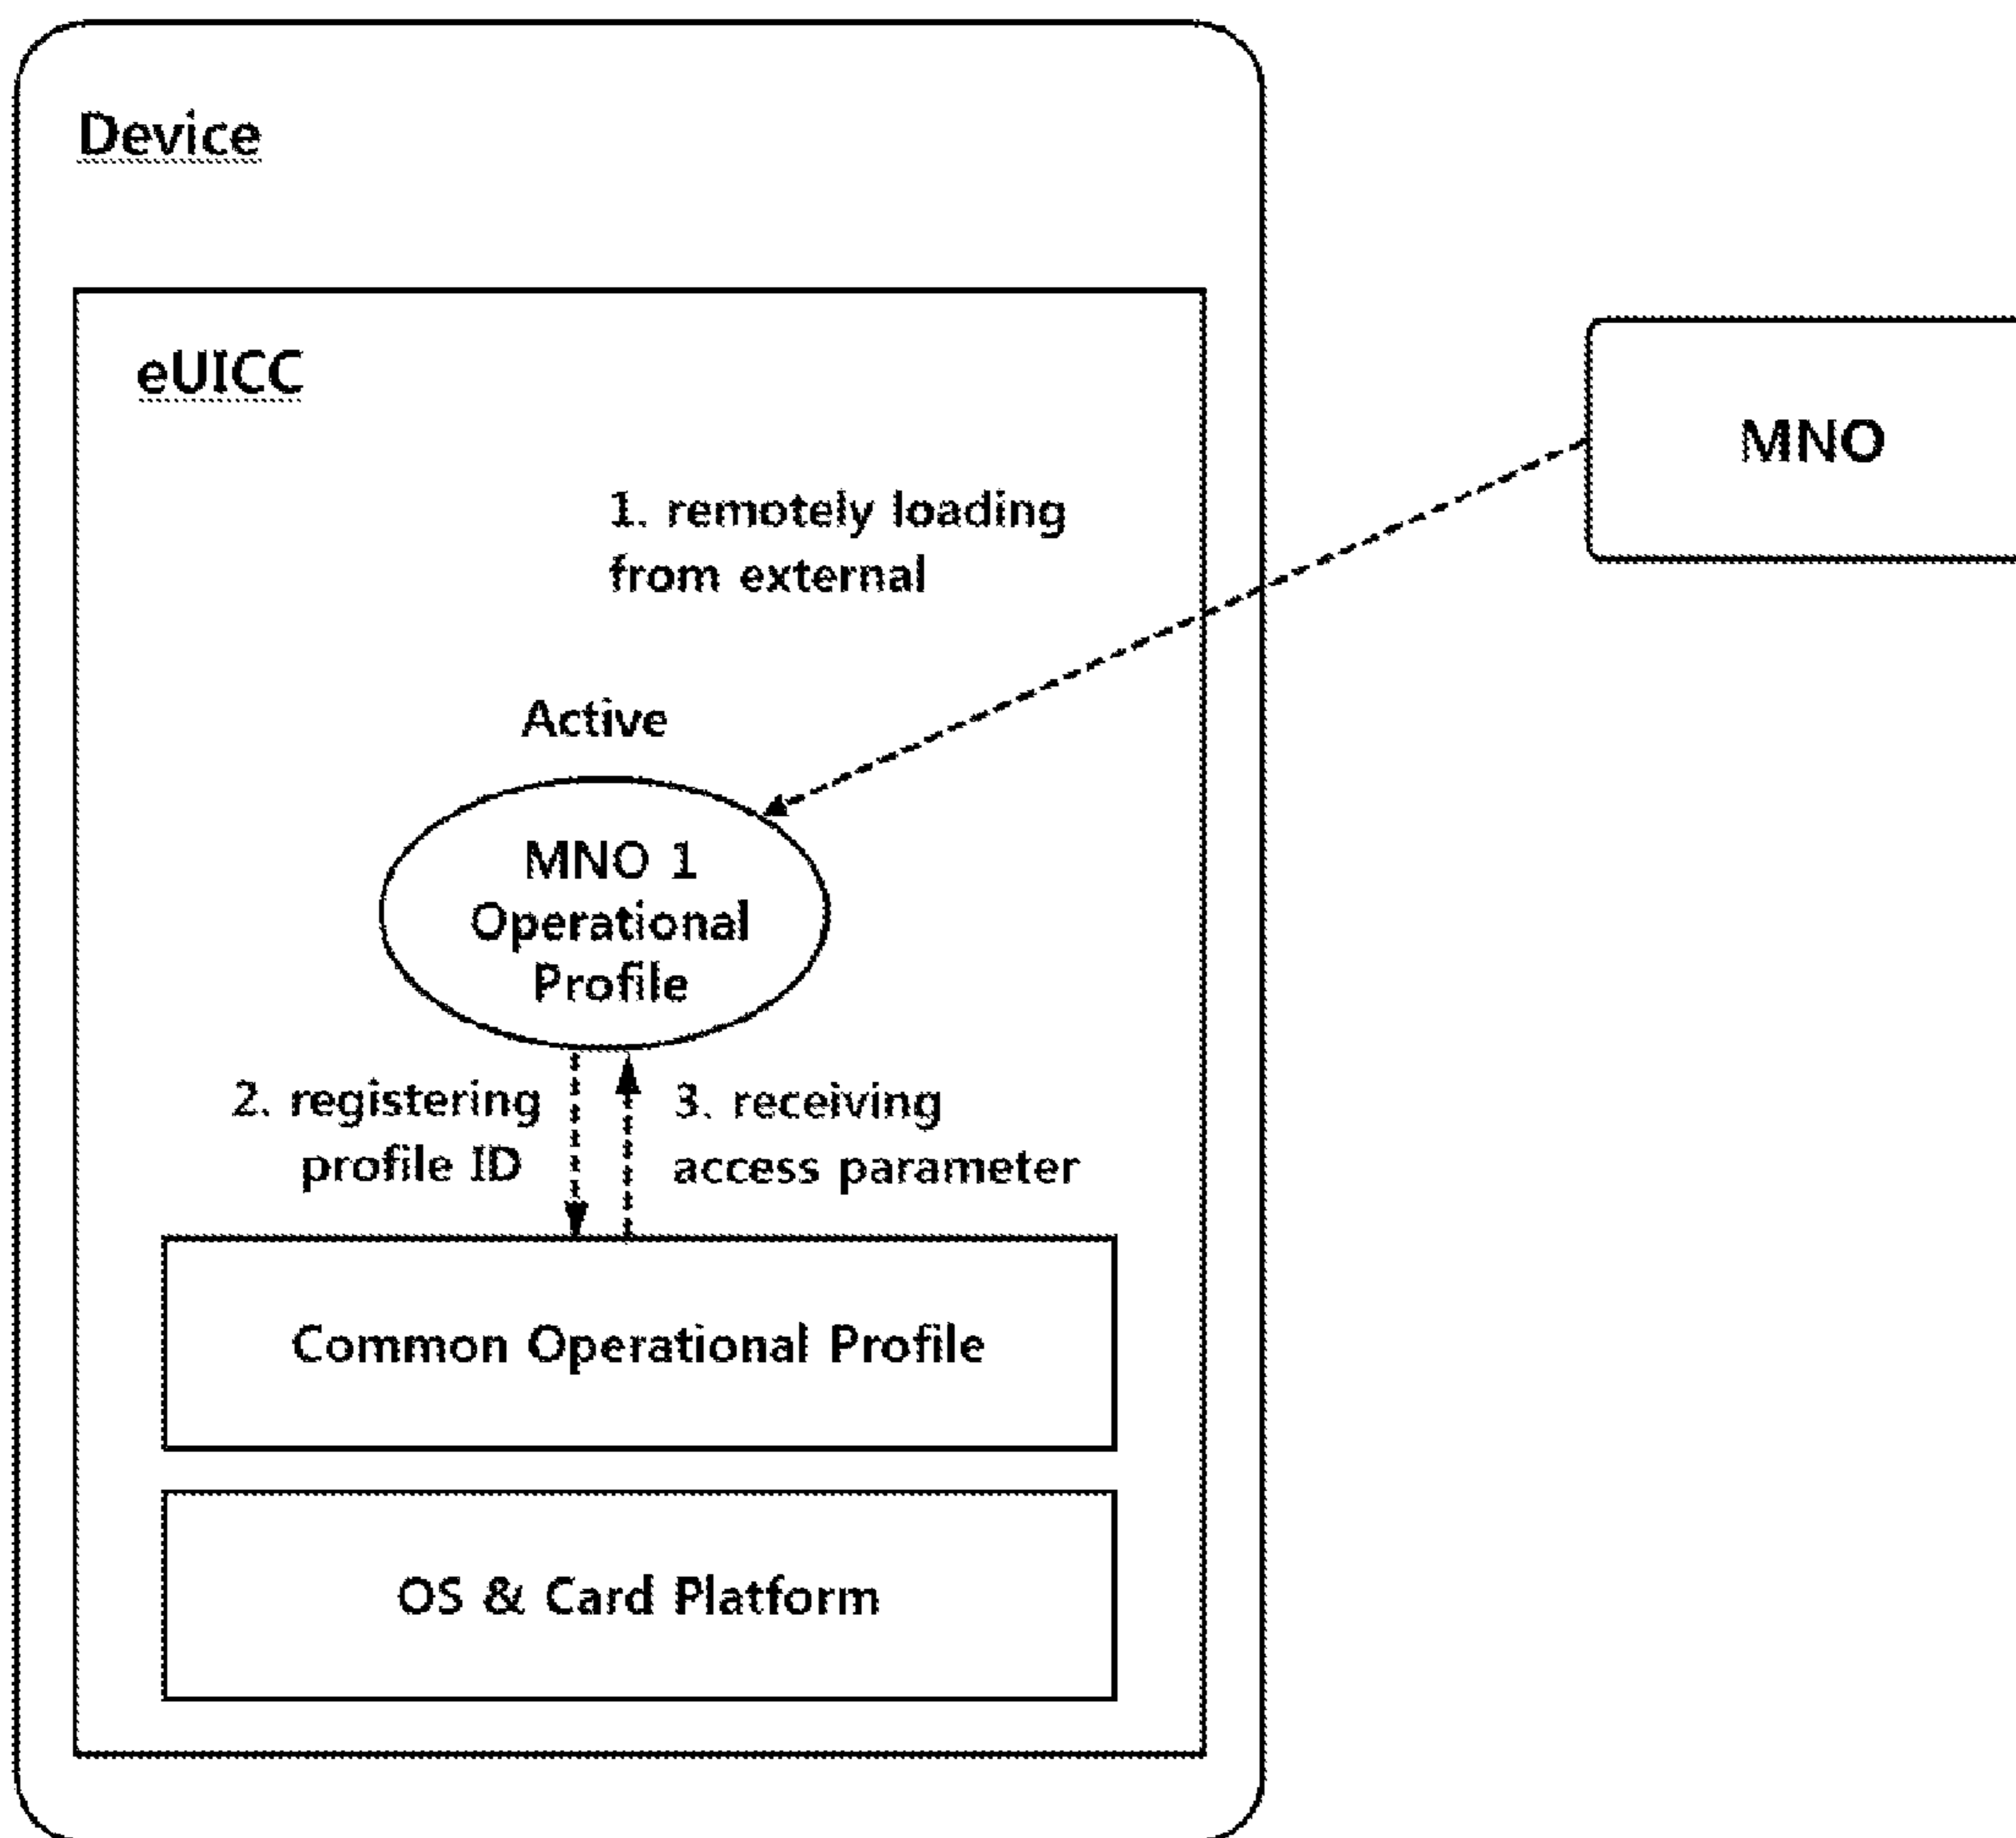 Device
eUICC
MNO
1. remotely loading
from external
Active
MNO 1
Operational
Profile
2. registering
profile ID
3. receiving
access parameter
Common Operational Profile
OS & Card Platform